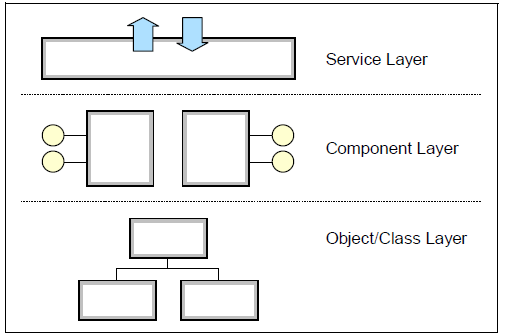 Service Layer
Component Layer
Object/Class Layer